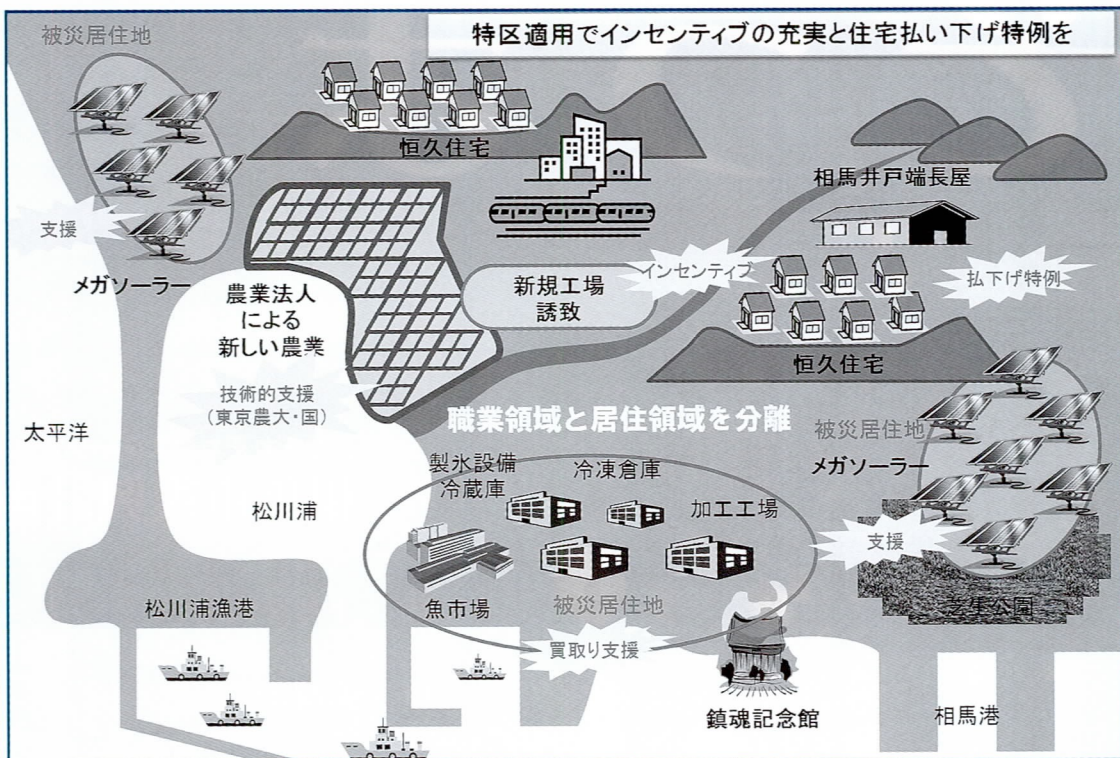 特区適用でインセンティブの充実と住宅払い下げ特例を
被災居住地
恒久住宅
相馬井戸端長屋
支援
メガソーラー
インセンティブ
払下げ特例
新規工場
誘致
農業法人
による
新しい農業
恒久住宅
技術的支援
(東京農大・国)
職業領域と居住領域を分離
太平洋
被災居住地
メガソーラー
製氷設備
冷蔵庫
冷凍倉庫
加工工場
松川浦
支援
松川浦漁港
魚市場
被災居住地
芝生公園
買取り支援
鎮魂記念館
相馬港